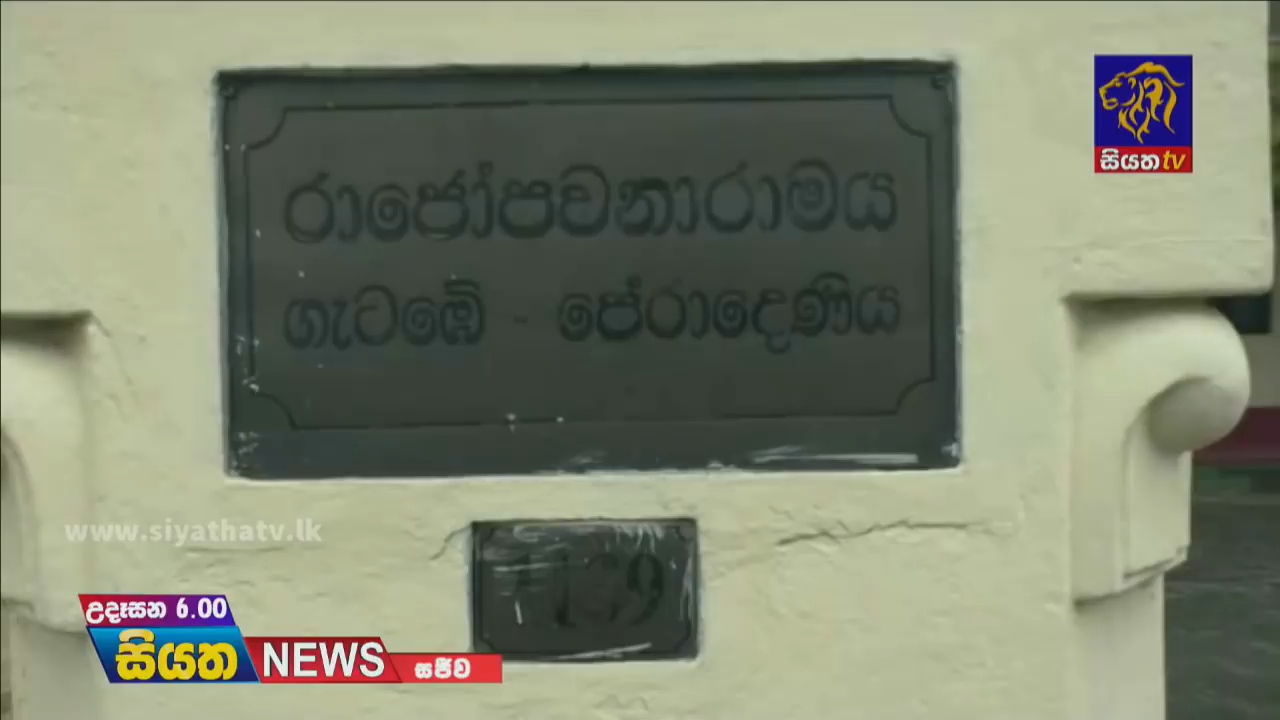 සියත tv
රාජෝපවනාරාමය
ගැටඹේ - පේරාදෙණිය
www.siyathatv.lk
උදෑසන 6.00
සියත NEWS සජීව